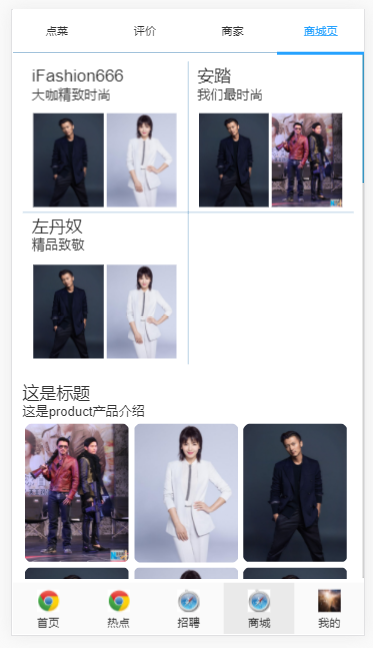 点菜 评价 商家 商城页
iFashion666
大咖精致时尚
安踏
我们最时尚
左丹奴
精品致敬
这是标题
这是product产品介绍
首页 热点 招聘 商城 我的